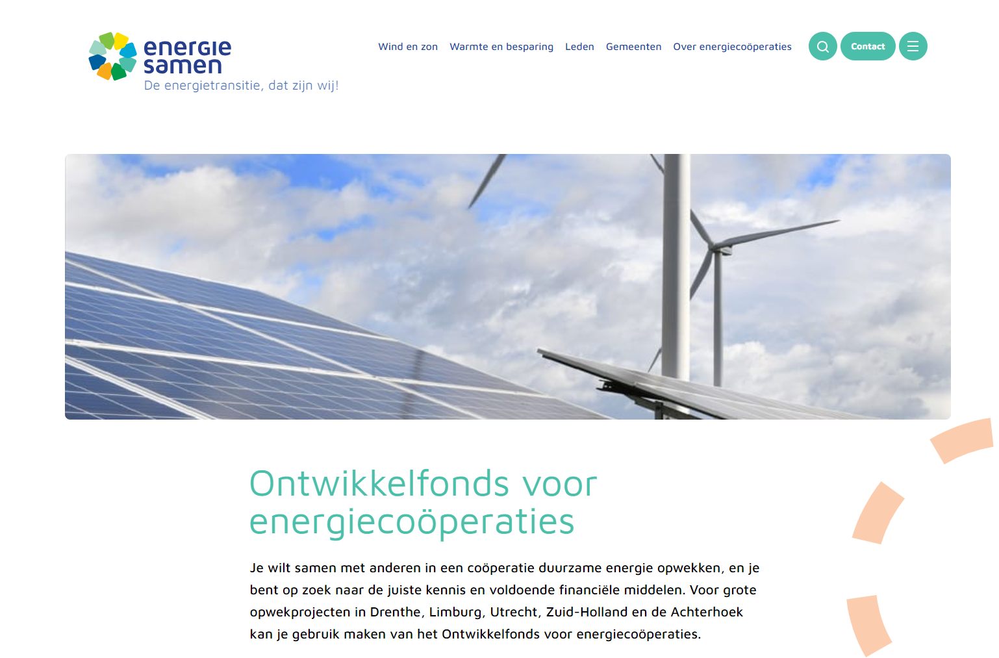 energie
samen
De energietransitie, dat zijn wij!
Wind en zon
Warmte en besparing
Leden
Gemeenten
Over energiecoöperaties
Contact
Ontwikkelfonds voor
energiecoöperaties
Je wilt samen met anderen in een coöperatie duurzame energie opwekken, en je
bent op zoek naar de juiste kennis en voldoende financiële middelen. Voor grote
opwekprojecten in Drenthe, Limburg, Utrecht, Zuid-Holland en de Achterhoek
kan je gebruik maken van het Ontwikkelfonds voor energiecoöperaties.